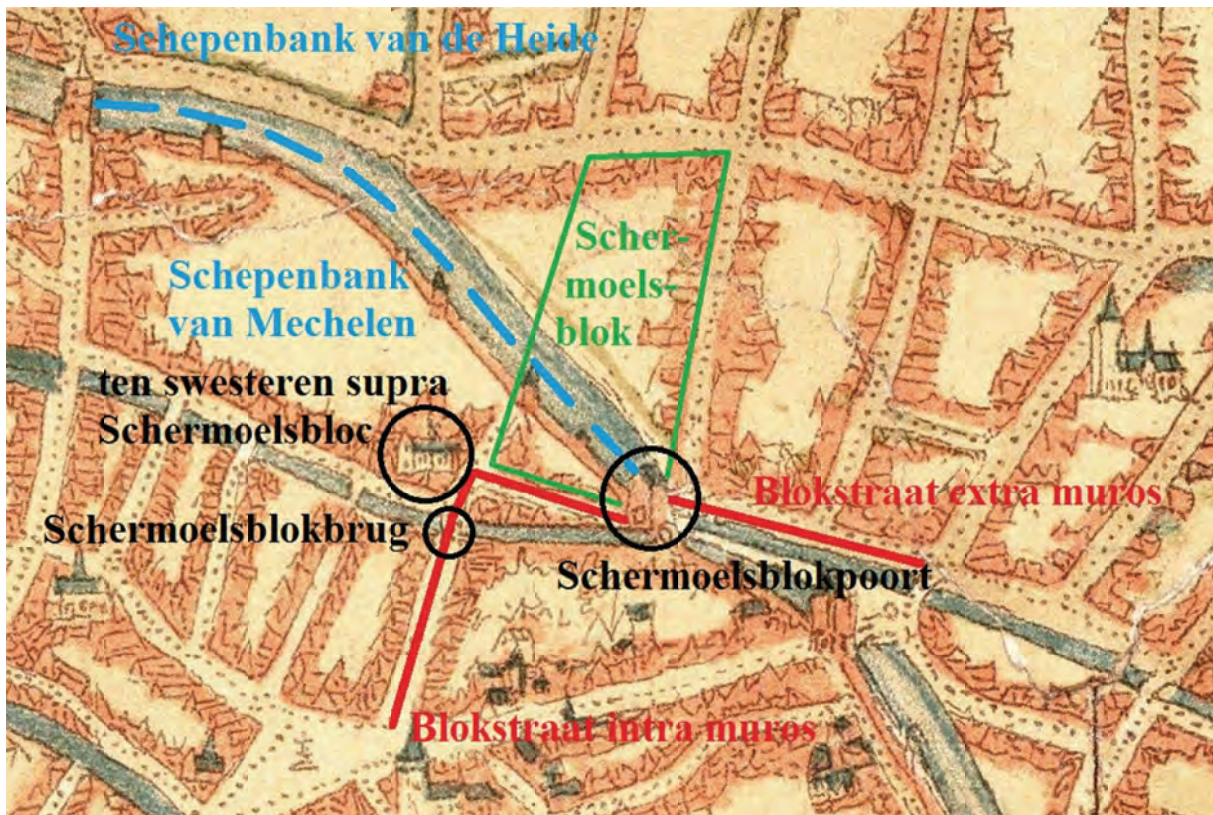 Schepenbank van de Heide
Scher-
moels-
blok
Schepenbank
van Mechelen
ten swesteren supra
Schermoelsbloc
Blokstraat extra muros
Schermoelsblokbrug
Schermoelsblokpoort
Blokstraat intra muros